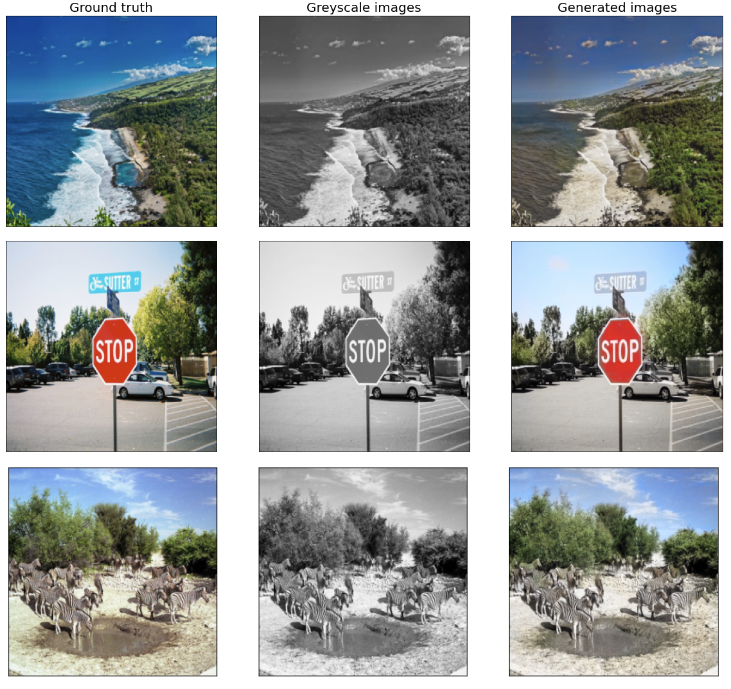 Ground truth
Greyscale images
Generated images
SUTTER ST
STOP
SUTTER ST
STOP
SUTTER ST
STOP